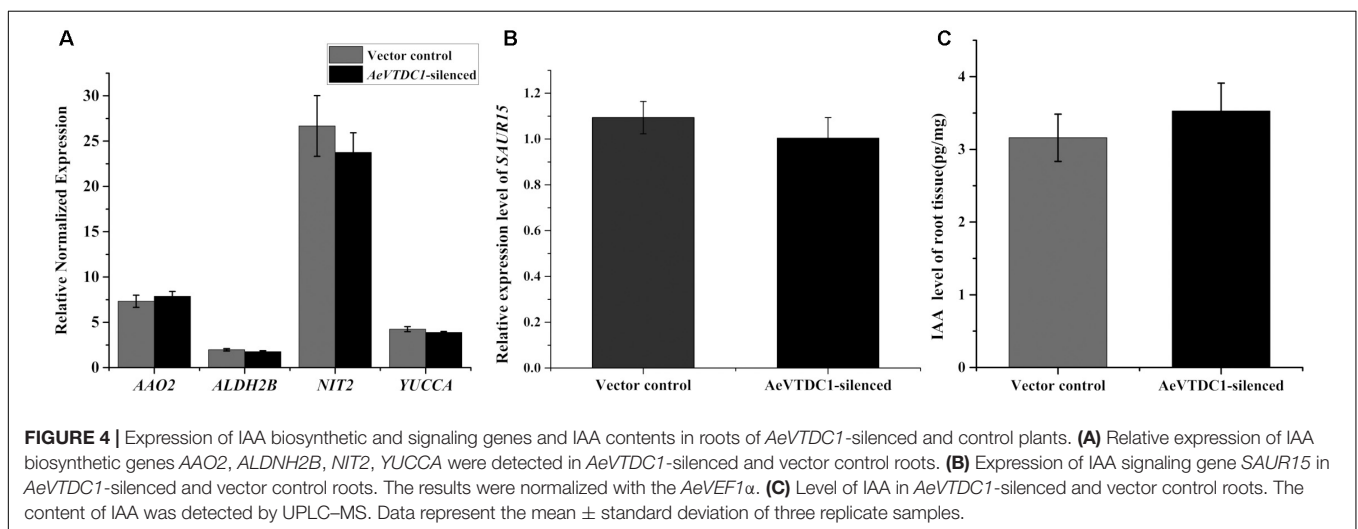 A
Vector control
AeVTDC1-silenced
Relative Normalized Expression
30
25
20
15
10
5
0
AAO2 ALDH2B NIT2 YUCCA
B
Relative expression level of SAUR15
1.2
1.0
0.8
0.6
0.4
0.2
0.0
Vector control AeVTDC1-silenced
C
IAA level of root tissue(pg/mg)
4
3
2
1
0
Vector control AeVTDC1-silenced
FIGURE 4 | Expression of IAA biosynthetic and signaling genes and IAA contents in roots of AeVTDC1-silenced and control plants. (A) Relative expression of IAA
biosynthetic genes AAO2, ALDNH2B, NIT2, YUCCA were detected in AeVTDC1-silenced and vector control roots. (B) Expression of IAA signaling gene SAUR15 in
AeVTDC1-silenced and vector control roots. The results were normalized with the AeVEF1α. (C) Level of IAA in AeVTDC1-silenced and vector control roots. The
content of IAA was detected by UPLC–MS. Data represent the mean ± standard deviation of three replicate samples.